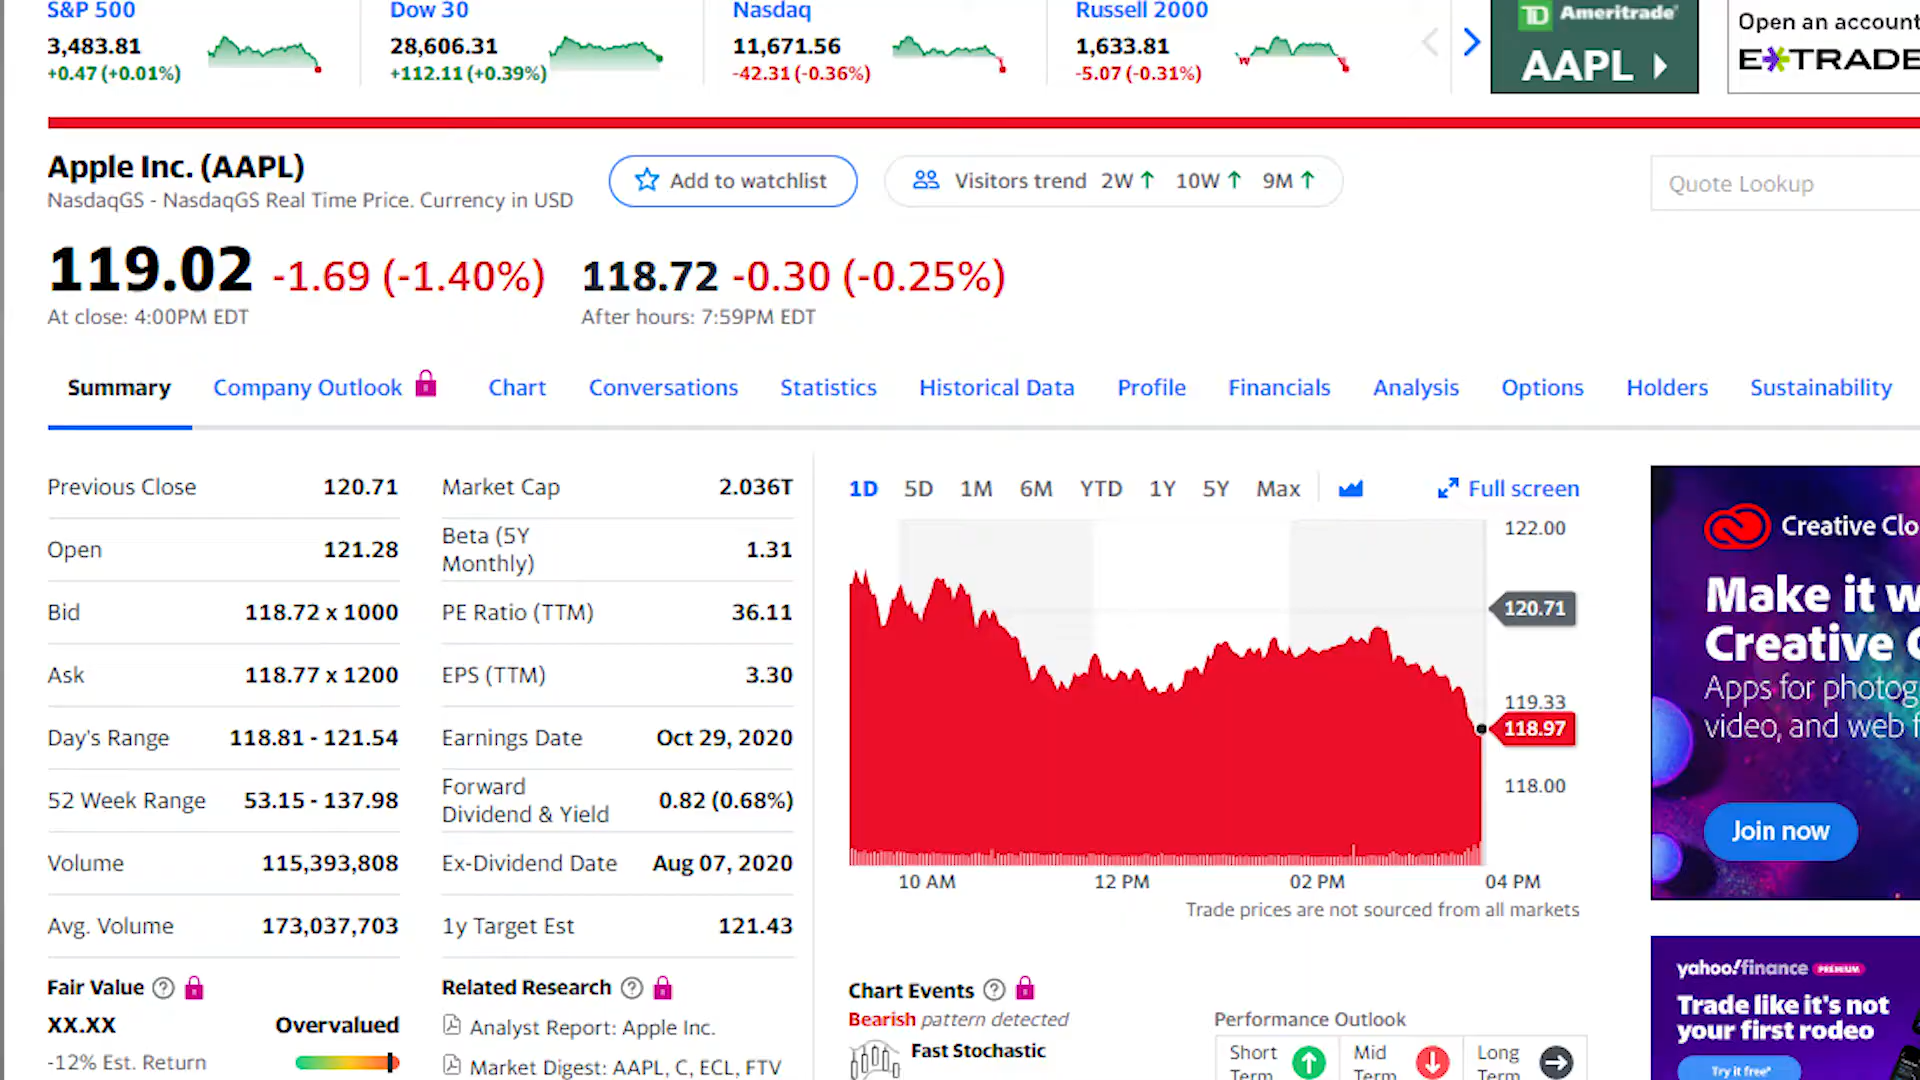 S&P 500
Dow 30
Nasdaq
Russell 2000
3,483.81
28,606.31
11,671.56
1,633.81
+0.47 (+0.01%)
+112.11 (+0.39%)
-42.31 (-0.36%)
-5.07 (-0.31%)
TD Ameritrade
AAPL
Open an account
E*TRADE
Apple Inc. (AAPL)
NasdaqGS - NasdaqGS Real Time Price. Currency in USD
Add to watchlist
Visitors trend 2W↑ 10W↑ 9M↑
Quote Lookup
119.02 -1.69 (-1.40%)
At close: 4:00PM EDT
118.72 -0.30 (-0.25%)
After hours: 7:59PM EDT
Summary Company Outlook Chart Conversations Statistics Historical Data Profile Financials Analysis Options Holders Sustainability
Previous Close 120.71
Open 121.28
Bid 118.72 x 1000
Ask 118.77 x 1200
Day's Range 118.81 - 121.54
52 Week Range 53.15 - 137.98
Volume 115,393,808
Avg. Volume 173,037,703
Market Cap 2.036T
Beta (5Y
Monthly) 1.31
PE Ratio (TTM) 36.11
EPS (TTM) 3.30
Earnings Date Oct 29, 2020
Forward
Dividend & Yield 0.82 (0.68%)
Ex-Dividend Date Aug 07, 2020
1y Target Est 121.43
1D 5D 1M 6M YTD 1Y 5Y Max Full screen
122.00
120.71
119.33
118.97
118.00
10 AM 12 PM 02 PM 04 PM
Trade prices are not sourced from all markets
Fair Value
XX.XX Overvalued
-12% Est. Return
Related Research
Analyst Report: Apple Inc.
Market Digest: AAPL, C, ECL, FTV
Chart Events
Bearish pattern detected
Fast Stochastic
Performance Outlook
Short
Term
Mid
Term
Long
Term
Creative Clo
Make it w
Creative C
Apps for photog
video, and web f
Join now
yahoo!finance PREMIUM
Trade like it's not
your first rodeo
Try it free*